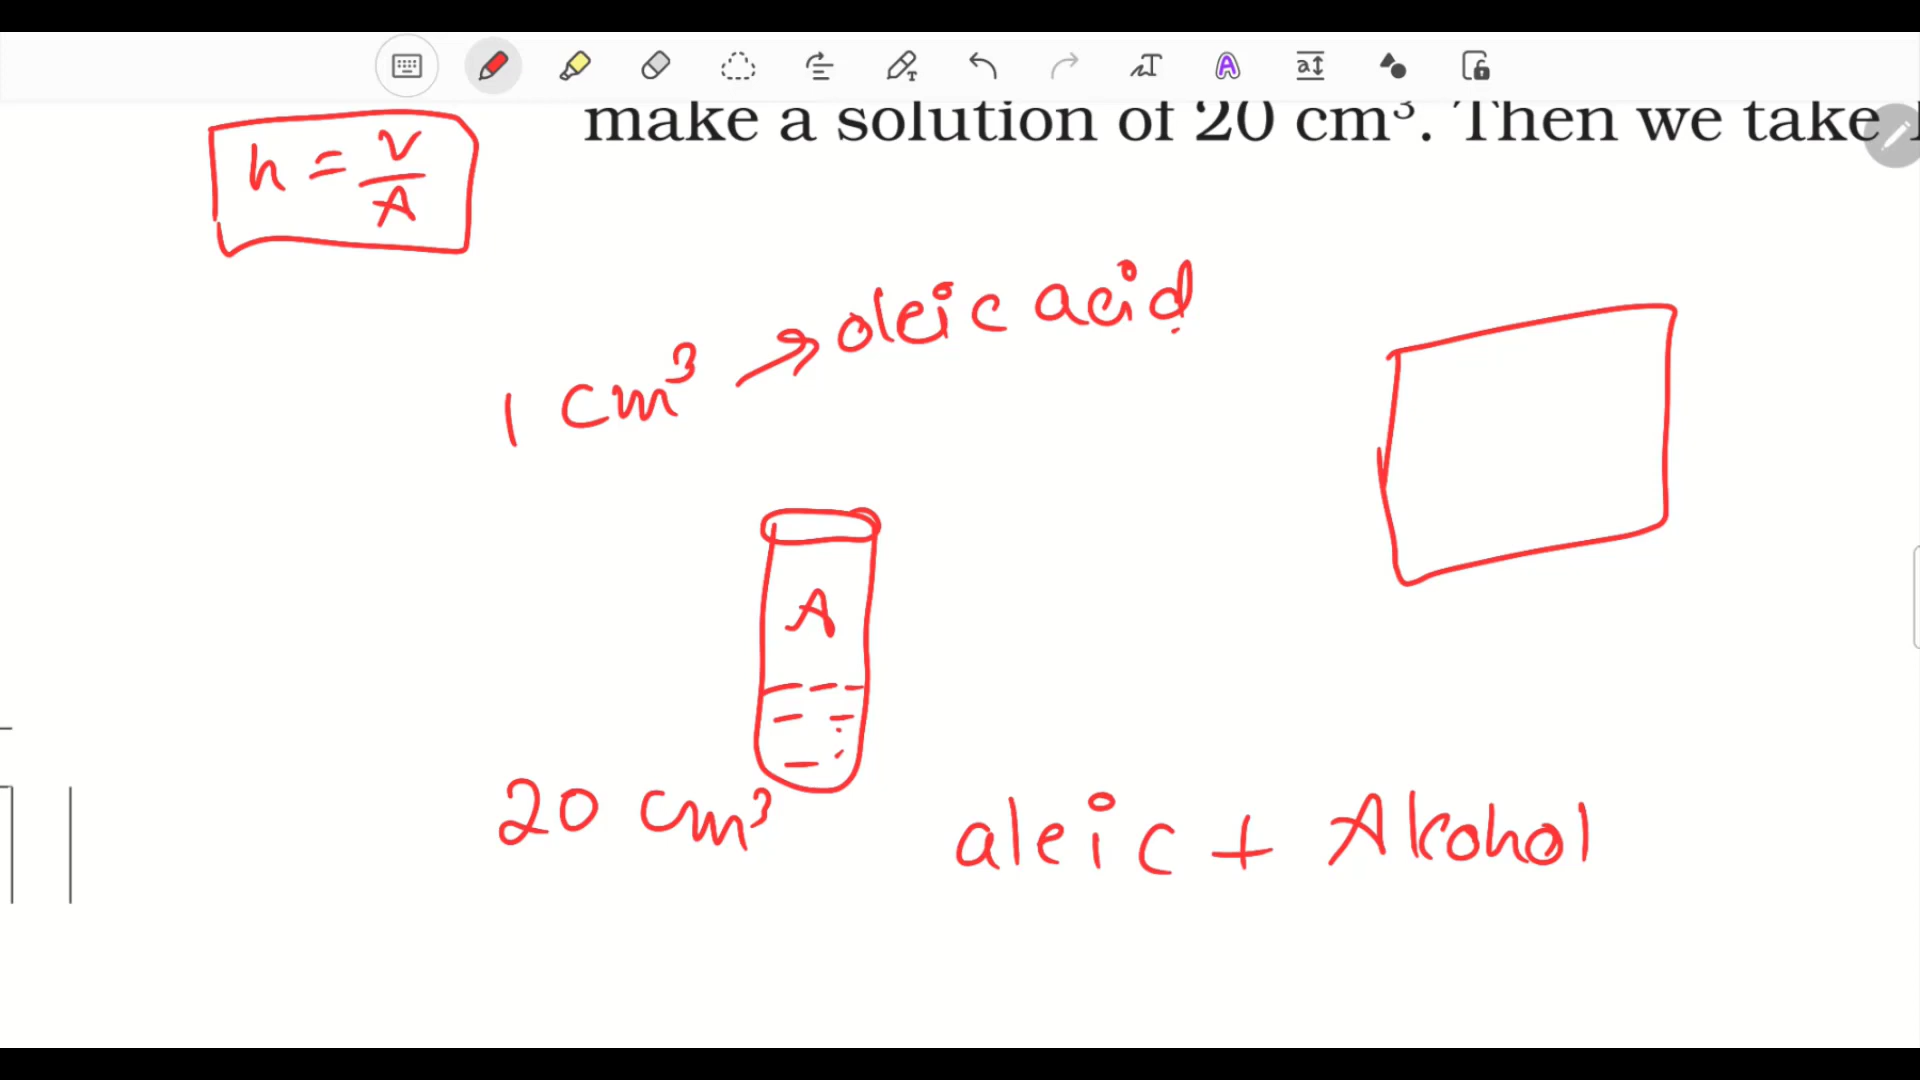 make a solution of 20 cm³. Then we take
h = V/A
1 cm³ → oleic acid
A
20 cm³
aleic + Alcohol